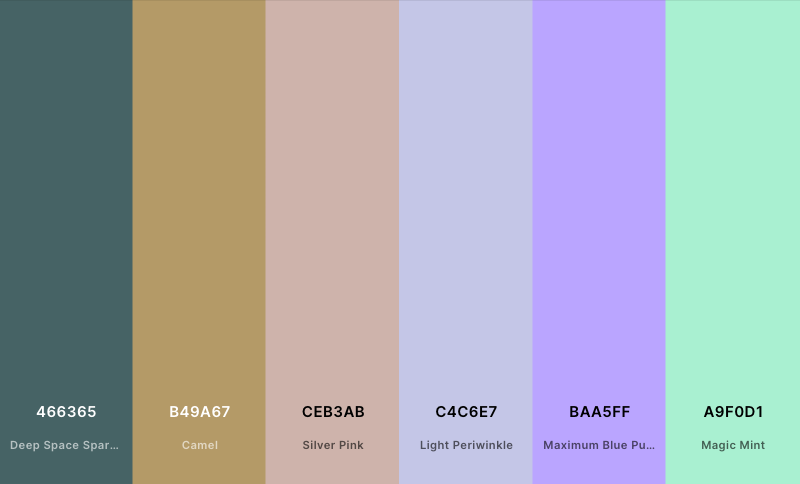 466365 B49A67 CEB3AB C4C6E7 BAA5FF A9F0D1
Deep Space Spar... Camel Silver Pink Light Periwinkle Maximum Blue Pu... Magic Mint